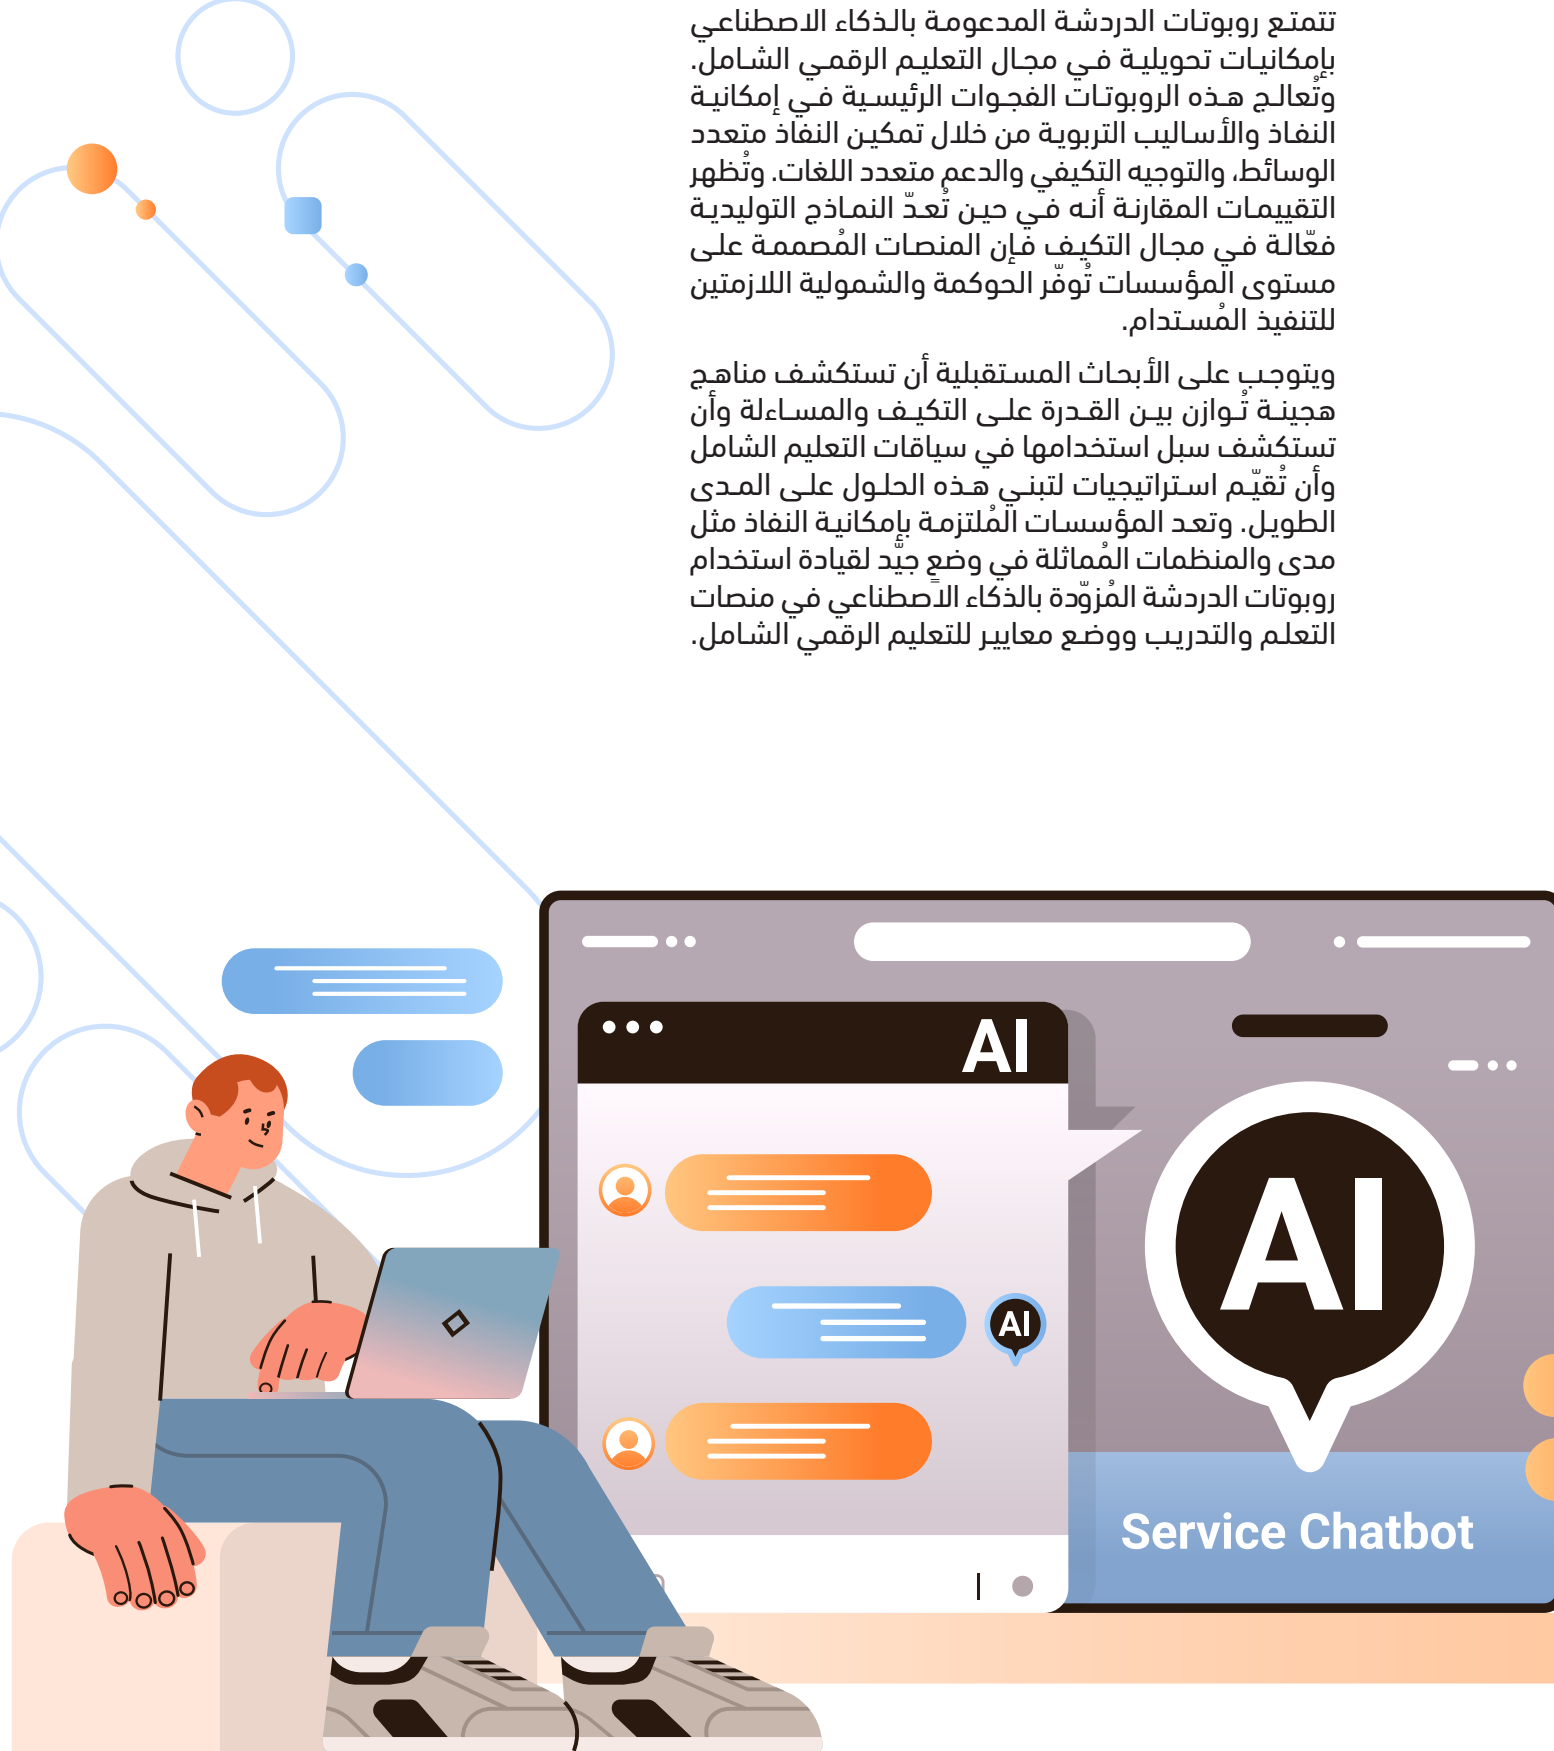 تتمتع روبوتات الدردشة المدعومة بالذكاء الاصطناعي
بإمكانيات تحويلية في مجال التعليم الرقمي الشامل.
وتُعالج هذه الروبوتات الفجوات الرئيسية في إمكانية
النفاذ والأساليب التربوية من خلال تمكين النفاذ متعدد
الوسائط، والتوجيه التكيفي والدعم متعدد اللغات. وتُظهر
التقييمات المقارنة أنه في حين تُعدّ النماذج التوليدية
فعّالة في مجال التكيف فإن المنصات المُصممة على
مستوى المؤسسات تُوفّر الحوكمة والشمولية اللازمتين
للتنفيذ المُستدام.
ويتوجب على الأبحاث المستقبلية أن تستكشف مناهج
هجينة تُوازن بين القدرة على التكيف والمساءلة وأن
تستكشف سبل استخدامها في سياقات التعليم الشامل
وأن تُقيّم استراتيجيات لتبني هذه الحلول على المدى
الطويل. وتعد المؤسسات المُلتزمة بإمكانية النفاذ مثل
مدى والمنظمات المُماثلة في وضعٍ جيّد لقيادة استخدام
روبوتات الدردشة المُزوّدة بالذكاء الاصطناعي في منصات
التعلم والتدريب ووضع معايير للتعليم الرقمي الشامل.
AI
AI
AI
Service Chatbot